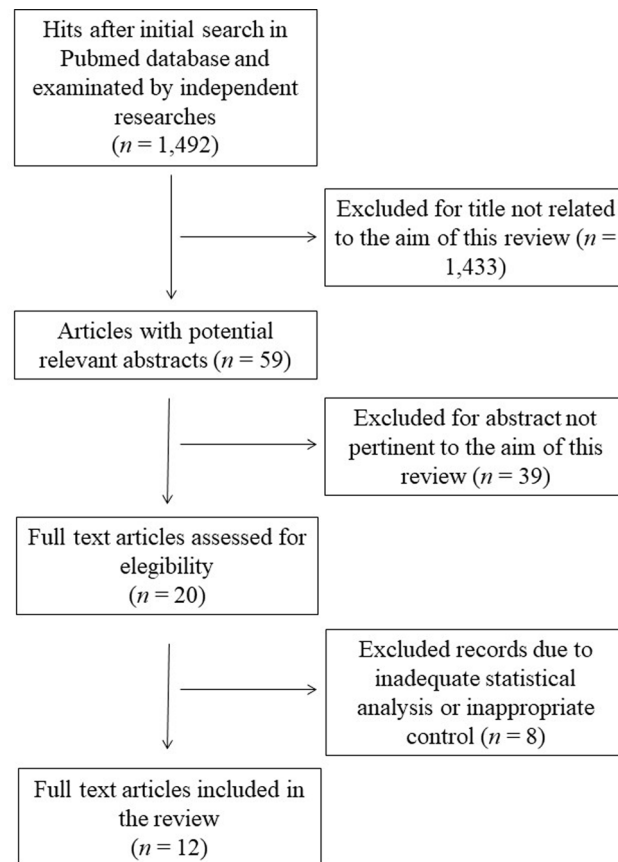 Hits after initial search in
Pubmed database and
examinated by independent
researches
(n = 1,492)
Excluded for title not related
to the aim of this review (n =
1,433)
Articles with potential
relevant abstracts (n = 59)
Excluded for abstract not
pertinent to the aim of this
review (n = 39)
Full text articles assessed for
elegibility
(n = 20)
Excluded records due to
inadequate statistical
analysis or inappropriate
control (n = 8)
Full text articles included in
the review
(n = 12)